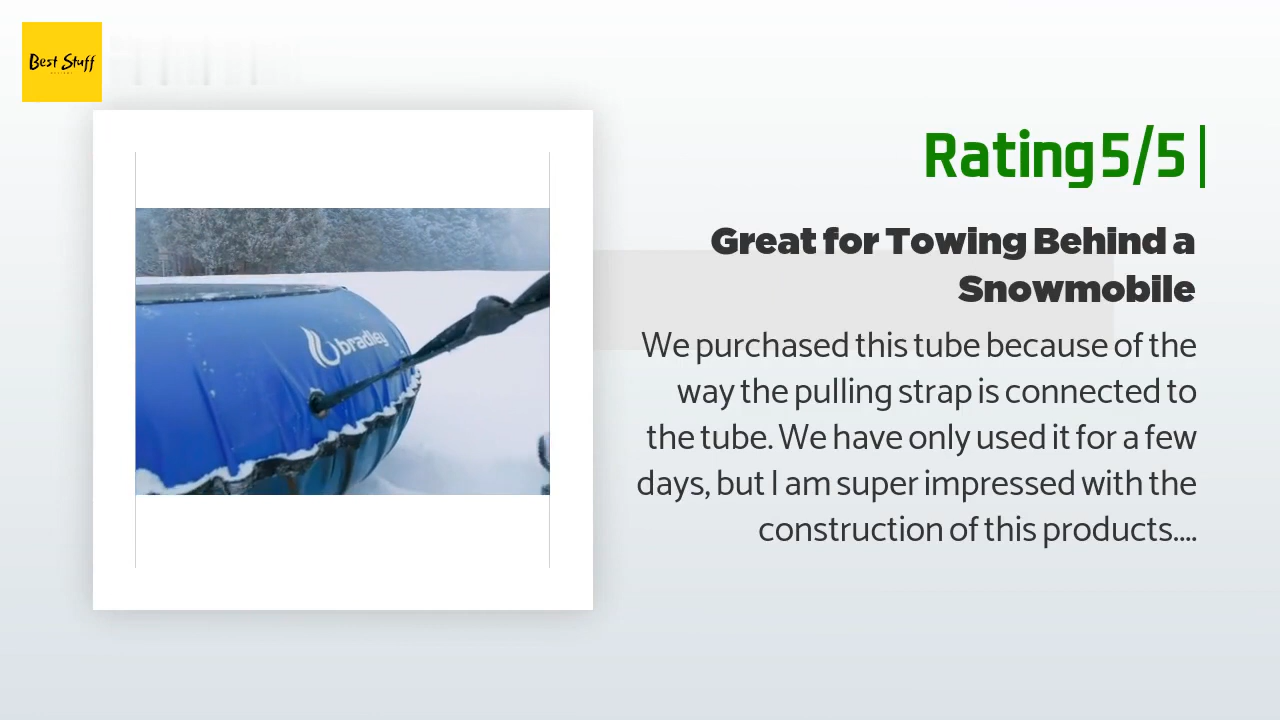 Best Stuff
Rating 5/5
Great for Towing Behind a
Snowmobile
bradley
We purchased this tube because of the
way the pulling strap is connected to
the tube. We have only used it for a few
days, but I am super impressed with the
construction of this products....